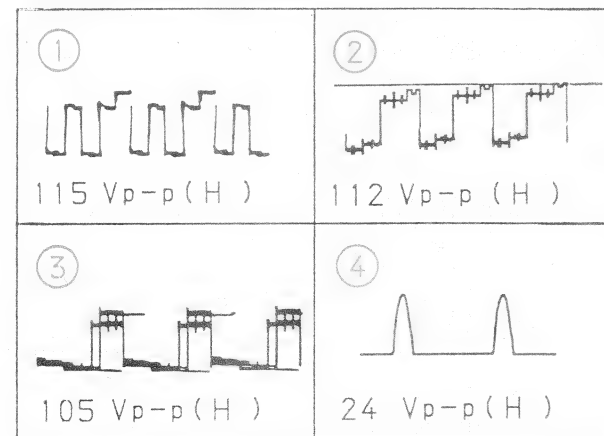 1
2
115 Vp-p(H )
112 Vp-p (H )
3
4
105 Vp-p(H )
24 Vp-p(H )